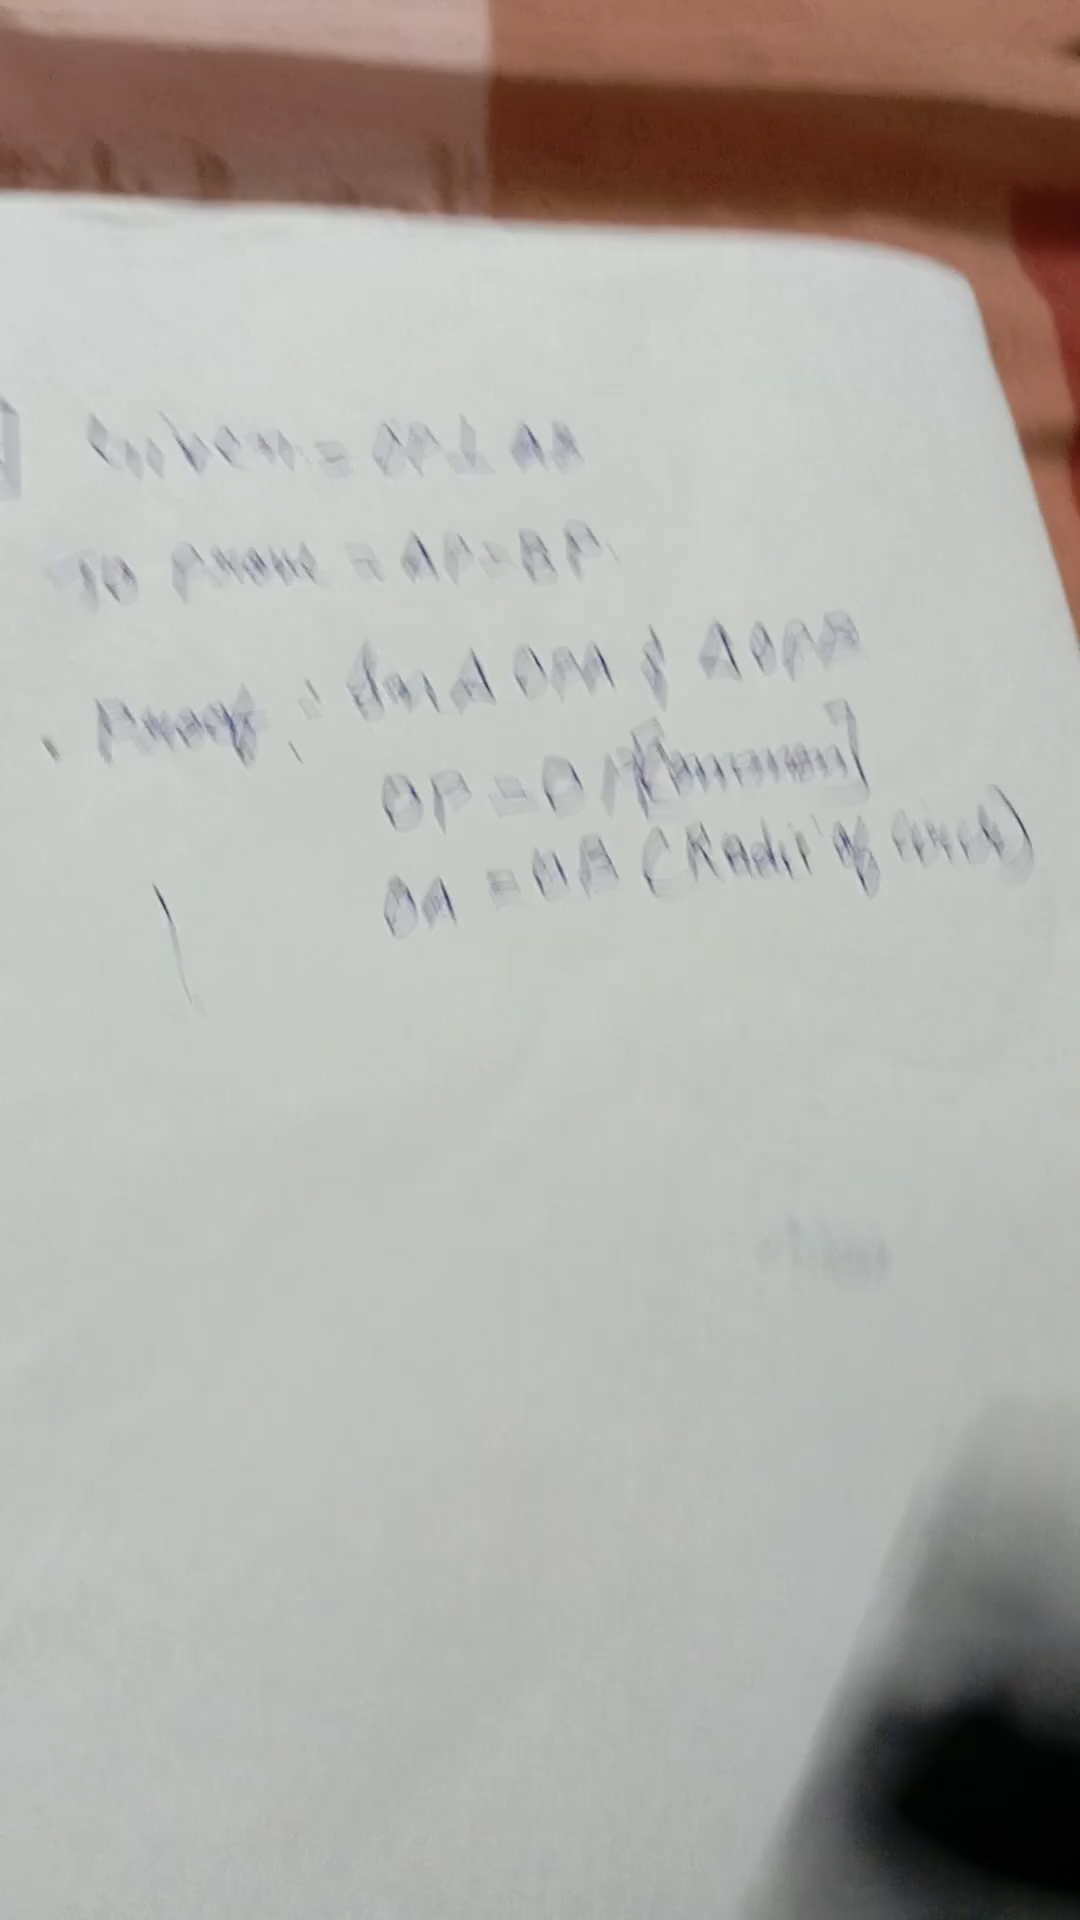 Given = OP ⊥ AB
To Prove = AP = BP.
Proof : In Δ OPA & Δ OPB
OP = OP [Common]
OA = OB (Radii of circle)